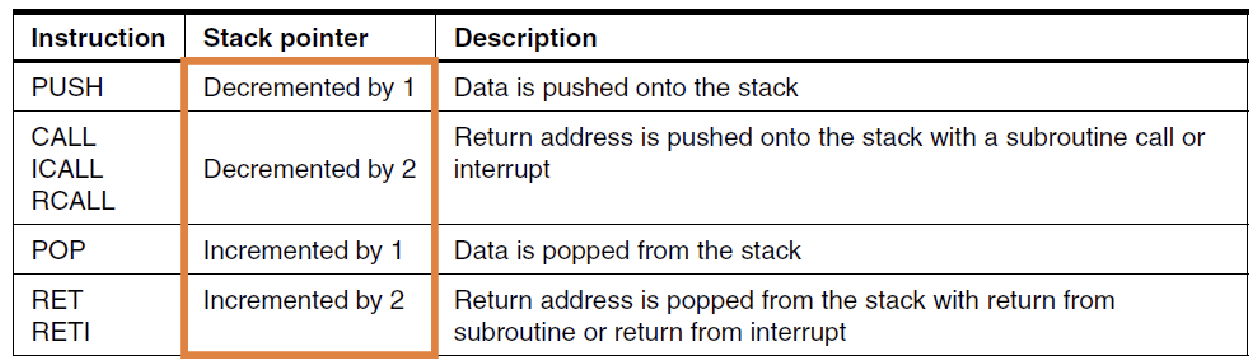 Instruction Stack pointer Description
PUSH Decremented by 1 Data is pushed onto the stack
CALL Return address is pushed onto the stack with a subroutine call or
ICALL Decremented by 2 interrupt
RCALL
POP Incremented by 1 Data is popped from the stack
RET Incremented by 2 Return address is popped from the stack with return from
RETI subroutine or return from interrupt